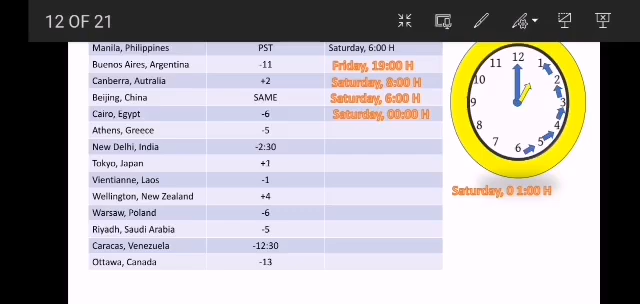 12 OF 21
Manila, Philippines PST Saturday, 6:00 H
Buenos Aires, Argentina -11 Friday, 19:00 H
Canberra, Autralia +2 Saturday, 8:00 H
Beijing, China SAME Saturday, 6:00 H
Cairo, Egypt -6 Saturday, 00:00 H
Athens, Greece -5
New Delhi, India -2:30
Tokyo, Japan +1
Vientianne, Laos -1
Wellington, New Zealand +4
Warsaw, Poland -6
Riyadh, Saudi Arabia -5
Caracas, Venezuela -12:30
Ottawa, Canada -13
12
11 1
10 2
9 3
8 4
7 5
6
Saturday, 0 1:00 H